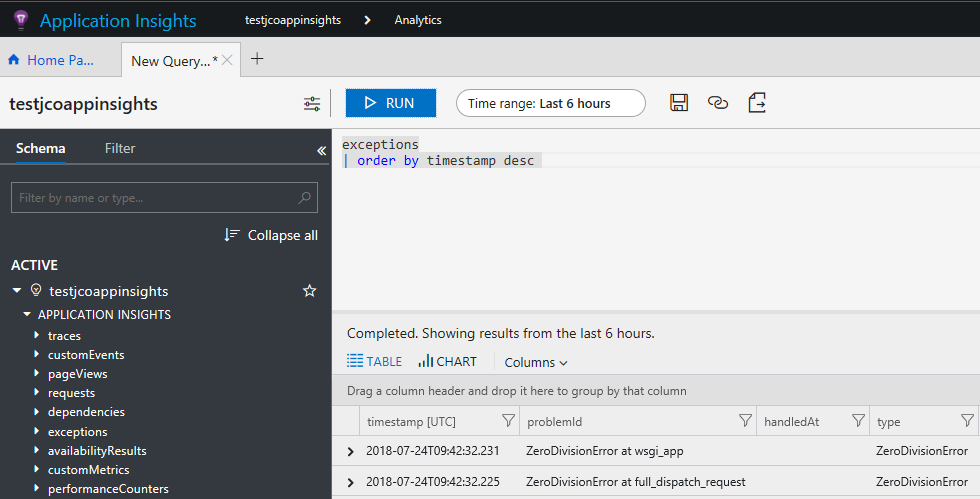 Application Insights testjcoappinsights > Analytics
Home Pa... New Query...* × +
testjcoappinsights RUN Time range: Last 6 hours
Schema Filter «
exceptions
| order by timestamp desc
Filter by name or type...
Collapse all
ACTIVE
testjcoappinsights
APPLICATION INSIGHTS
traces
customEvents
pageViews
requests
dependencies
exceptions
availabilityResults
customMetrics
performanceCounters
Completed. Showing results from the last 6 hours.
TABLE CHART Columns
Drag a column header and drop it here to group by that column
timestamp [UTC] problemId handledAt type
2018-07-24T09:42:32.231 ZeroDivisionError at wsgi_app ZeroDivisionError
2018-07-24T09:42:32.225 ZeroDivisionError at full_dispatch_request ZeroDivisionError